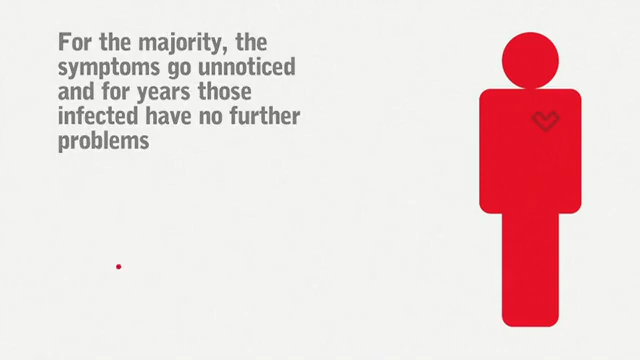 For the majority, the
symptoms go unnoticed
and for years those
infected have no further
problems